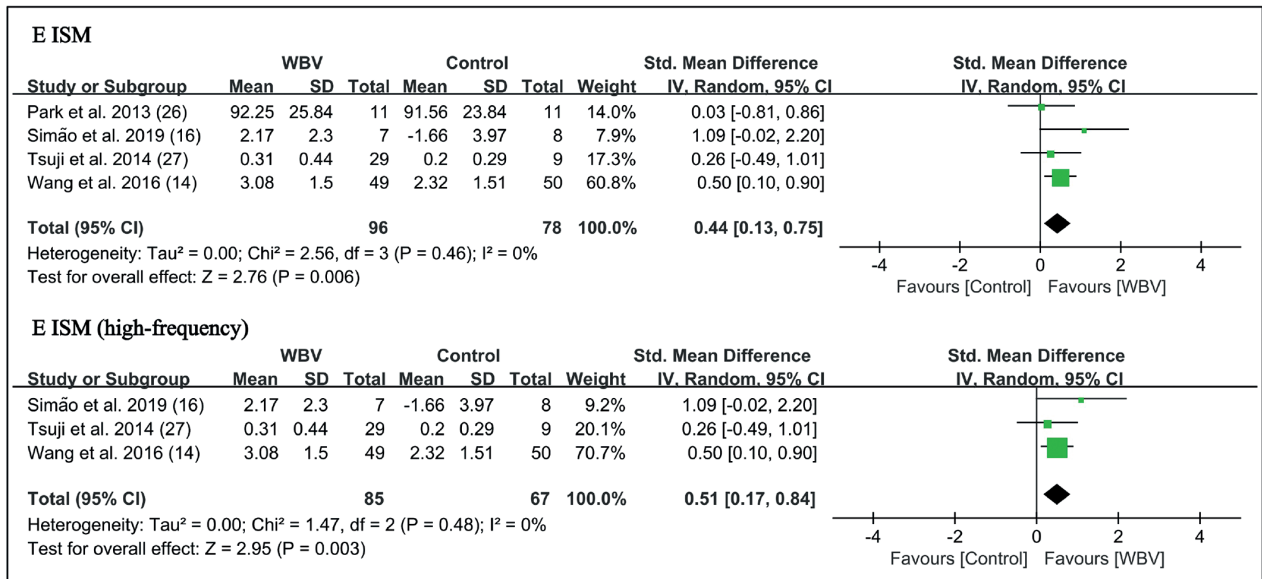 E ISM
WBV Control Std. Mean Difference Std. Mean Difference
Study or Subgroup Mean SD Total Mean SD Total Weight IV, Random, 95% CI IV, Random, 95% CI
Park et al. 2013 (26) 92.25 25.84 11 91.56 23.84 11 14.0% 0.03 [-0.81, 0.86]
Simão et al. 2019 (16) 2.17 2.3 7 -1.66 3.97 8 7.9% 1.09 [-0.02, 2.20]
Tsuji et al. 2014 (27) 0.31 0.44 29 0.2 0.29 9 17.3% 0.26 [-0.49, 1.01]
Wang et al. 2016 (14) 3.08 1.5 49 2.32 1.51 50 60.8% 0.50 [0.10, 0.90]
Total (95% CI) 96 78 100.0% 0.44 [0.13, 0.75]
Heterogeneity: Tau² = 0.00; Chi² = 2.56, df = 3 (P = 0.46); I² = 0%
Test for overall effect: Z = 2.76 (P = 0.006)
-4 -2 0 2 4
Favours [Control] Favours [WBV]
E ISM (high-frequency)
WBV Control Std. Mean Difference Std. Mean Difference
Study or Subgroup Mean SD Total Mean SD Total Weight IV, Random, 95% CI IV, Random, 95% CI
Simão et al. 2019 (16) 2.17 2.3 7 -1.66 3.97 8 9.2% 1.09 [-0.02, 2.20]
Tsuji et al. 2014 (27) 0.31 0.44 29 0.2 0.29 9 20.1% 0.26 [-0.49, 1.01]
Wang et al. 2016 (14) 3.08 1.5 49 2.32 1.51 50 70.7% 0.50 [0.10, 0.90]
Total (95% CI) 85 67 100.0% 0.51 [0.17, 0.84]
Heterogeneity: Tau² = 0.00; Chi² = 1.47, df = 2 (P = 0.48); I² = 0%
Test for overall effect: Z = 2.95 (P = 0.003)
-4 -2 0 2 4
Favours [Control] Favours [WBV]